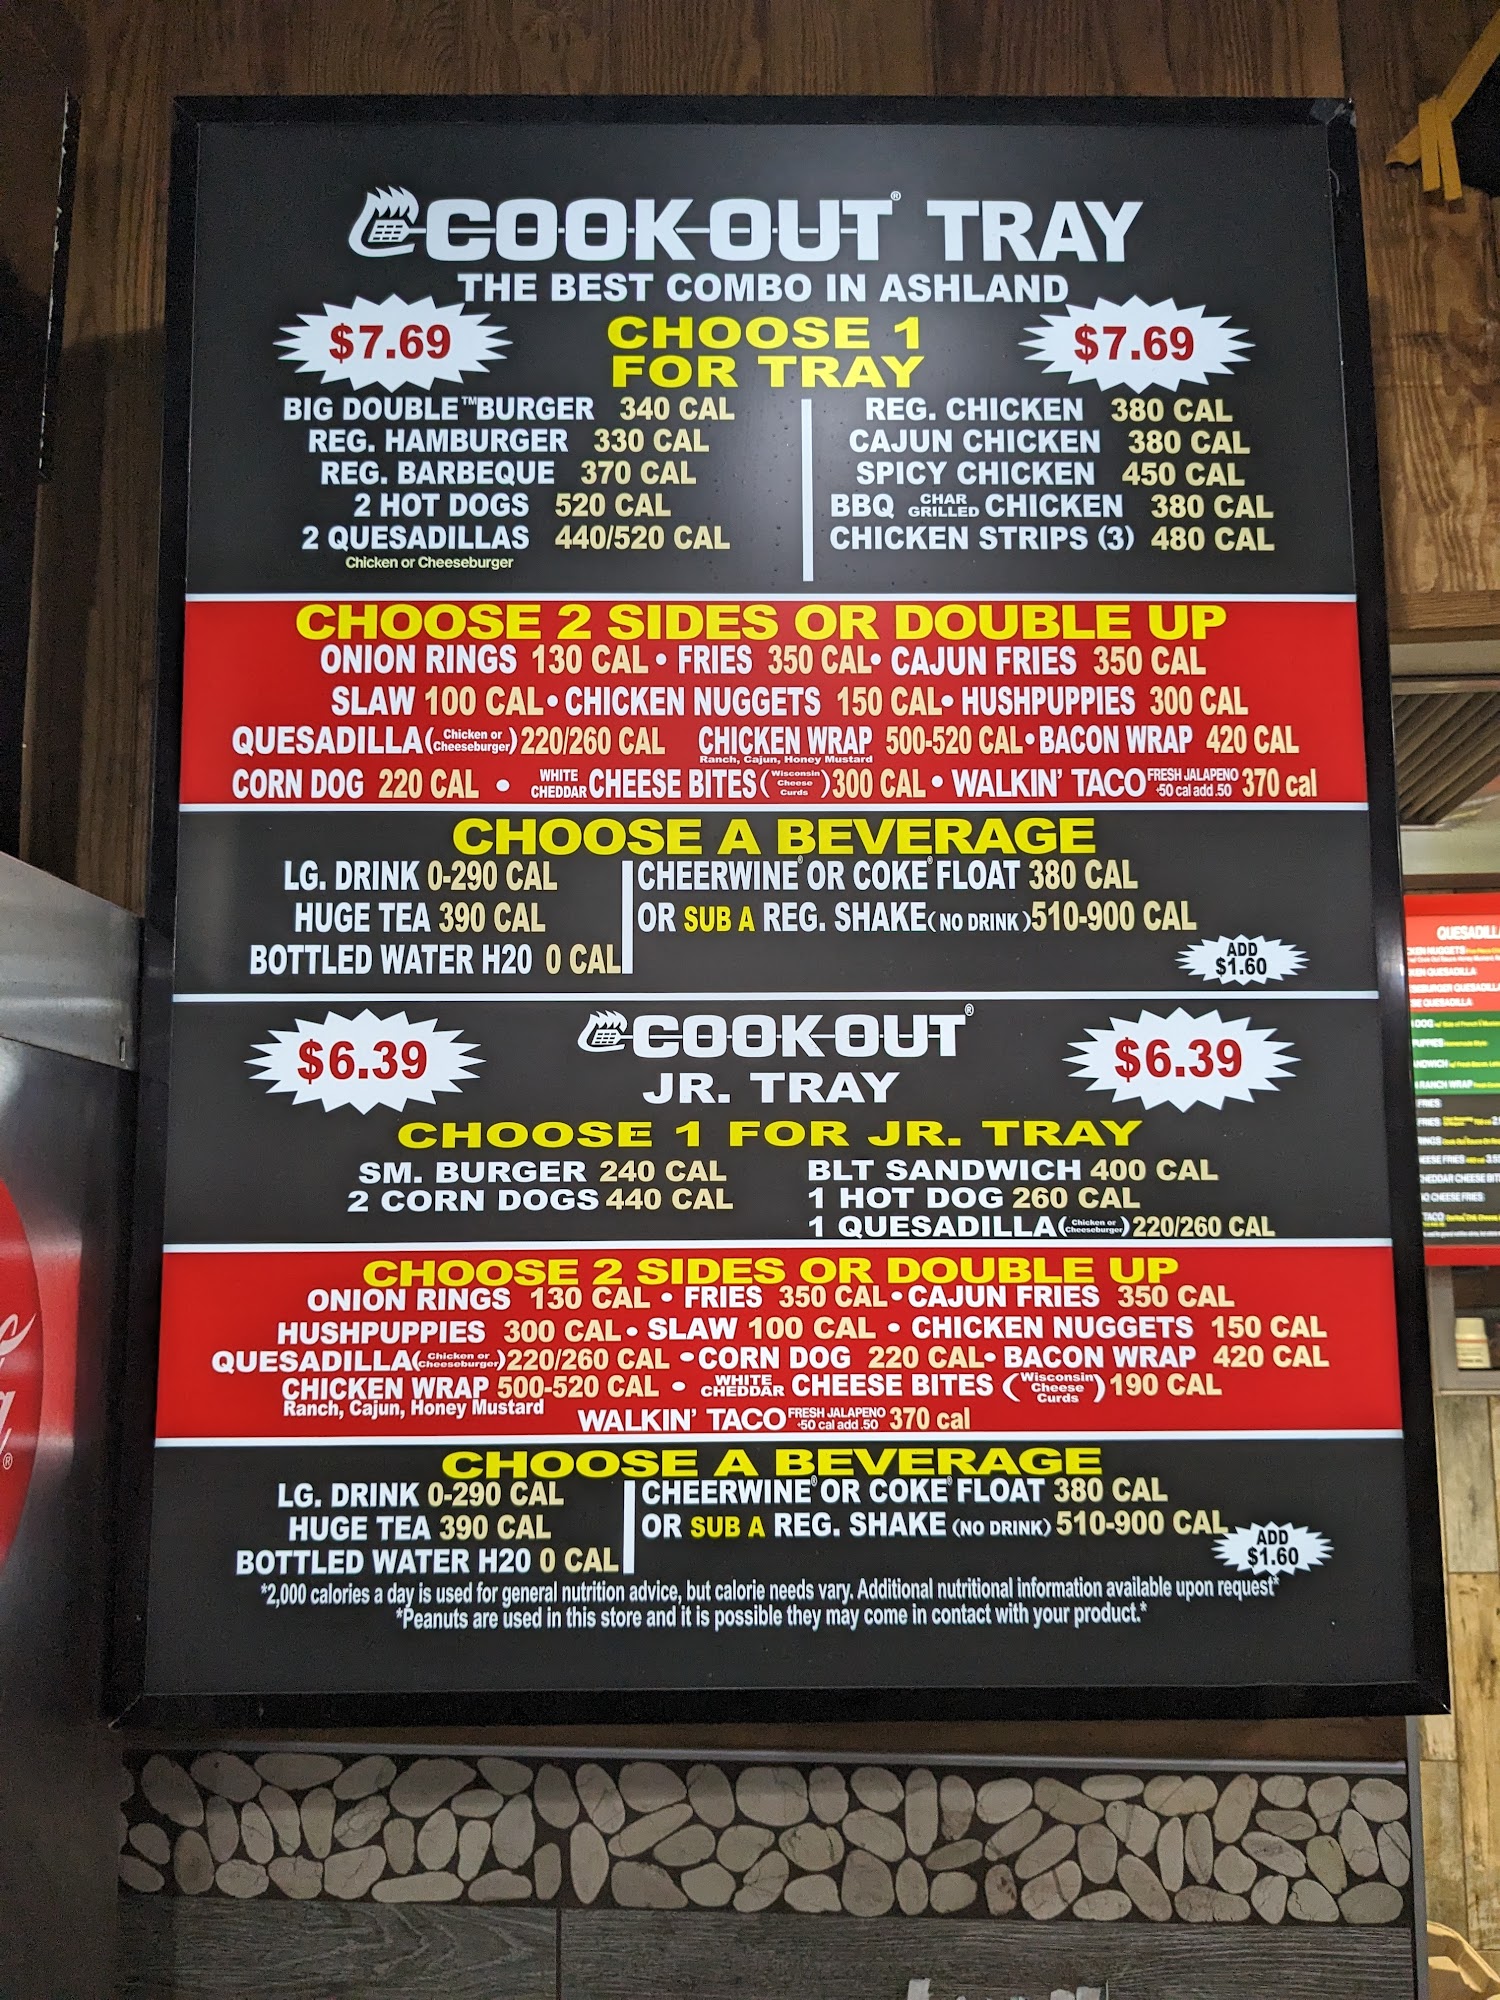 COOK OUT® TRAY
THE BEST COMBO IN ASHLAND
$7.69 CHOOSE 1 $7.69
FOR TRAY
BIG DOUBLE™ BURGER 340 CAL
REG. HAMBURGER 330 CAL
REG. BARBEQUE 370 CAL
2 HOT DOGS 520 CAL
2 QUESADILLAS 440/520 CAL
Chicken or Cheeseburger
REG. CHICKEN 380 CAL
CAJUN CHICKEN 380 CAL
SPICY CHICKEN 450 CAL
BBQ CHAR GRILLED CHICKEN 380 CAL
CHICKEN STRIPS (3) 480 CAL
CHOOSE 2 SIDES OR DOUBLE UP
ONION RINGS 130 CAL • FRIES 350 CAL • CAJUN FRIES 350 CAL
SLAW 100 CAL • CHICKEN NUGGETS 150 CAL • HUSHPUPPIES 300 CAL
QUESADILLA (Chicken or Cheeseburger) 220/260 CAL CHICKEN WRAP 500-520 CAL • BACON WRAP 420 CAL
Ranch, Cajun, Honey Mustard
CORN DOG 220 CAL • WHITE CHEDDAR CHEESE BITES (Wisconsin Cheese Curds) 300 CAL • WALKIN' TACO FRESH JALAPENO 50 cal add .50 370 cal
CHOOSE A BEVERAGE
LG. DRINK 0-290 CAL
HUGE TEA 390 CAL
BOTTLED WATER H20 0 CAL
CHEERWINE® OR COKE® FLOAT 380 CAL
OR SUB A REG. SHAKE (NO DRINK) 510-900 CAL
ADD
$1.60
$6.39 COOK OUT® $6.39
JR. TRAY
CHOOSE 1 FOR JR. TRAY
SM. BURGER 240 CAL
2 CORN DOGS 440 CAL
BLT SANDWICH 400 CAL
1 HOT DOG 260 CAL
1 QUESADILLA (Chicken or Cheeseburger) 220/260 CAL
CHOOSE 2 SIDES OR DOUBLE UP
ONION RINGS 130 CAL • FRIES 350 CAL • CAJUN FRIES 350 CAL
HUSHPUPPIES 300 CAL • SLAW 100 CAL • CHICKEN NUGGETS 150 CAL
QUESADILLA (Chicken or Cheeseburger) 220/260 CAL • CORN DOG 220 CAL • BACON WRAP 420 CAL
CHICKEN WRAP 500-520 CAL • WHITE CHEDDAR CHEESE BITES (Wisconsin Cheese Curds) 190 CAL
Ranch, Cajun, Honey Mustard
WALKIN' TACO FRESH JALAPENO 50 cal add .50 370 cal
CHOOSE A BEVERAGE
LG. DRINK 0-290 CAL
HUGE TEA 390 CAL
BOTTLED WATER H20 0 CAL
CHEERWINE® OR COKE® FLOAT 380 CAL
OR SUB A REG. SHAKE (NO DRINK) 510-900 CAL
ADD
$1.60
*2,000 calories a day is used for general nutrition advice, but calorie needs vary. Additional nutritional information available upon request*
*Peanuts are used in this store and it is possible they may come in contact with your product.*